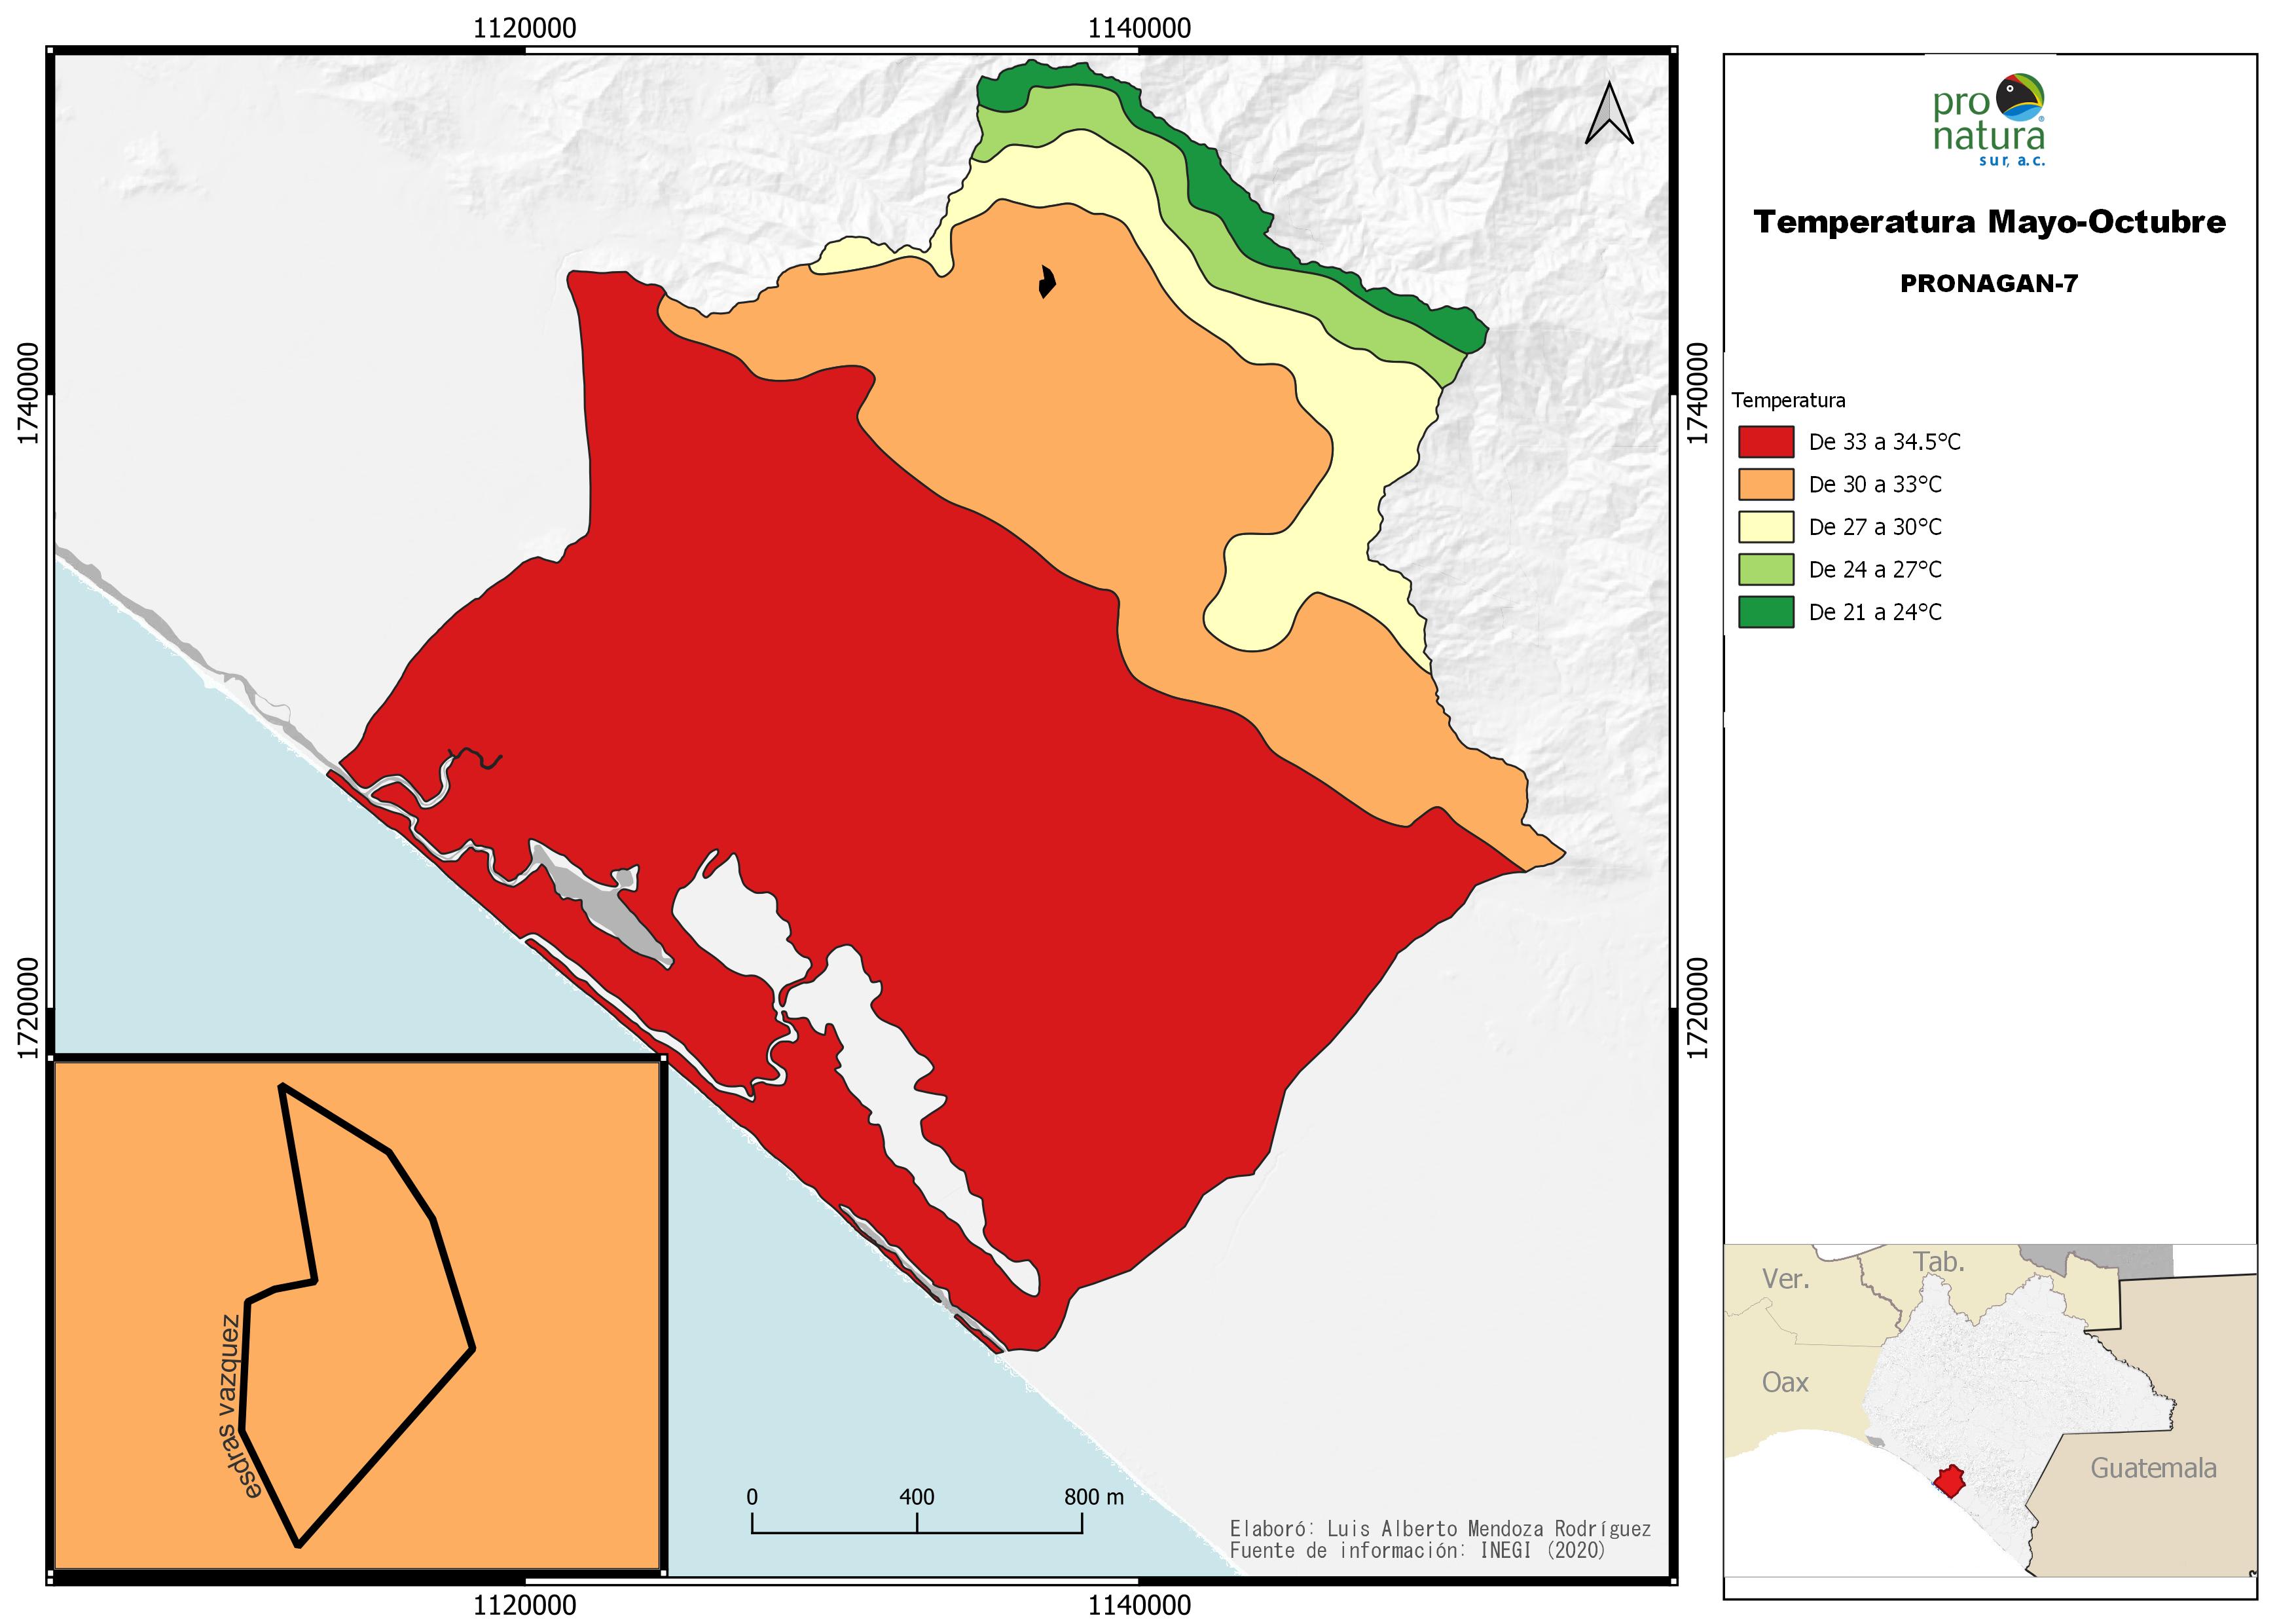 1120000
1140000
1740000
1740000
1720000
1720000
esdras vazquez
0 400 800 m
Elaboró: Luis Alberto Mendoza Rodríguez
Fuente de información: INEGI (2020)
1120000
1140000
pro
natura
sur, a.c.
Temperatura Mayo-Octubre
PRONAGAN-7
Temperatura
De 33 a 34.5°C
De 30 a 33°C
De 27 a 30°C
De 24 a 27°C
De 21 a 24°C
Ver.
Tab.
Oax
Guatemala